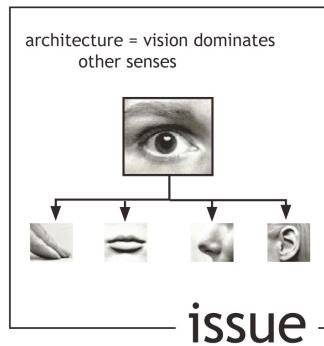 architecture = vision dominates
other senses
issue